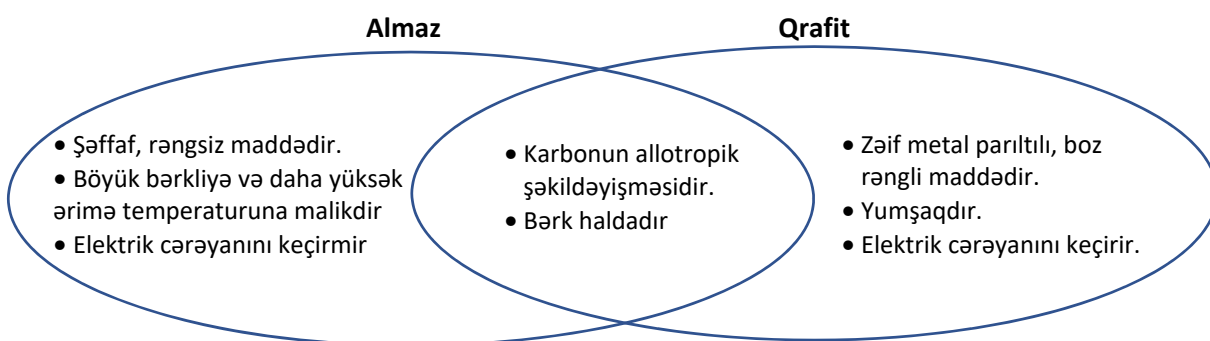 Almaz
Qrafit
• Şəffaf, rəngsiz maddədir.
• Böyük bərkliyə və daha yüksək
ərimə temperaturuna malikdir
• Elektrik cərəyanını keçirmir
• Karbonun allotropik
şəkildəyişməsidir.
• Bərk haldadır
• Zəif metal parıltılı, boz
rəngli maddədir.
• Yumşaqdır.
• Elektrik cərəyanını keçirir.